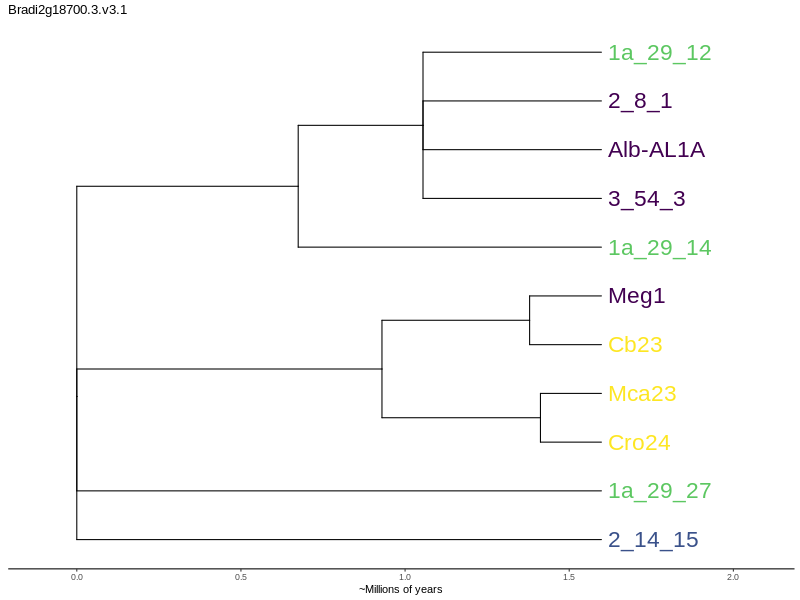 Bradi2g18700.3.v3.1
1a_29_12
2_8_1
Alb-AL1A
3_54_3
1a_29_14
Meg1
Cb23
Mca23
Cro24
1a_29_27
2_14_15
0.0 0.5 1.0 1.5 2.0
~Millions of years